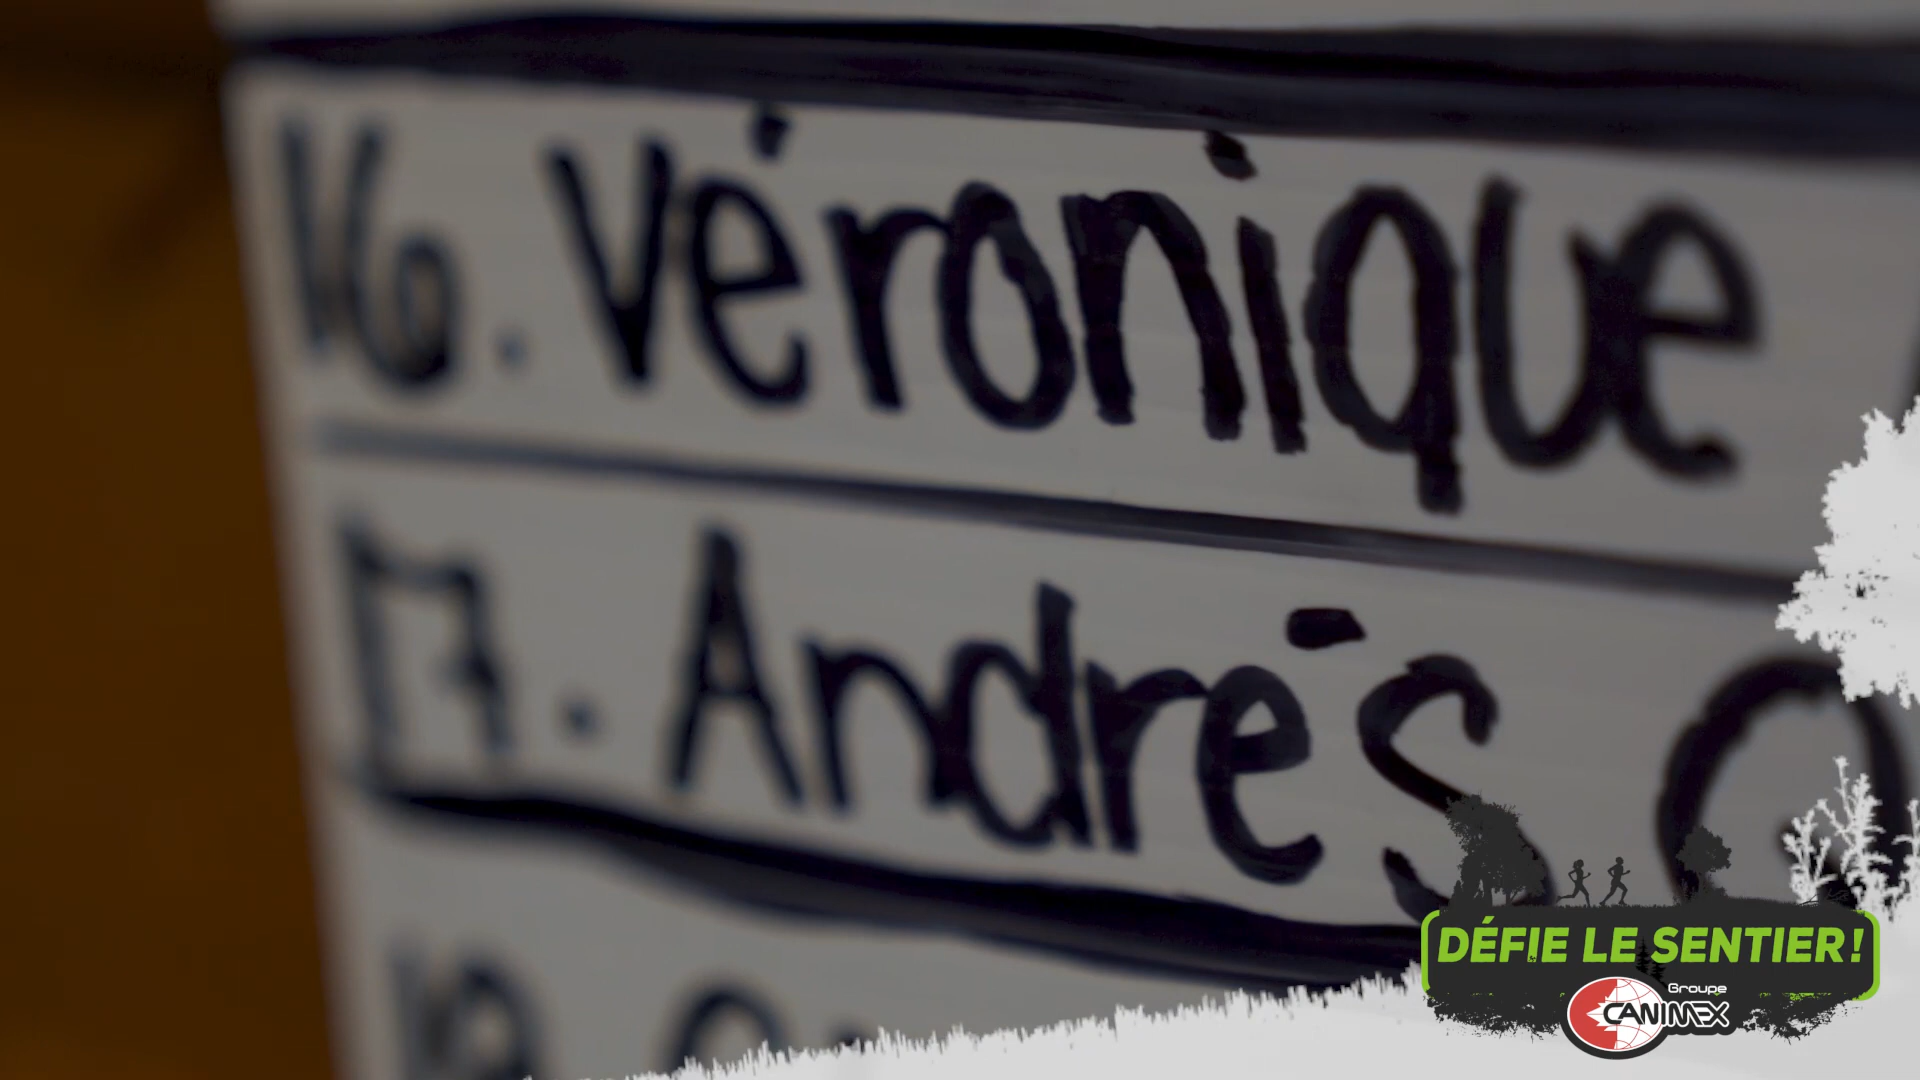 16. Véronique
17. Andrés
DÉFIE LE SENTIER!
Groupe
CANIMEX